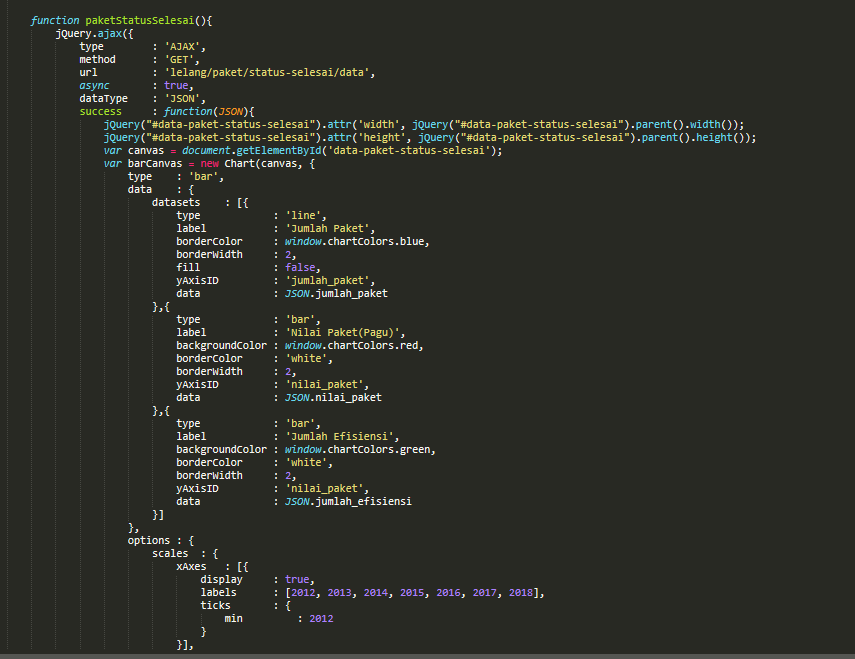 function paketStatusSelesai(){
    jQuery.ajax({
        type        : 'AJAX',
        method      : 'GET',
        url         : 'lelang/paket/status-selesai/data',
        async       : true,
        dataType    : 'JSON',
        success     : function(JSON){
            jQuery("#data-paket-status-selesai").attr('width', jQuery("#data-paket-status-selesai").parent().width());
            jQuery("#data-paket-status-selesai").attr('height', jQuery("#data-paket-status-selesai").parent().height());
            var canvas = document.getElementById('data-paket-status-selesai');
            var barCanvas = new Chart(canvas, {
                type    : 'bar',
                data    : {
                    datasets    : [{
                        type            : 'line',
                        label           : 'Jumlah Paket',
                        borderColor     : window.chartColors.blue,
                        borderWidth     : 2,
                        fill            : false,
                        yAxisID         : 'jumlah_paket',
                        data            : JSON.jumlah_paket
                    },{
                        type            : 'bar',
                        label           : 'Nilai Paket(Pagu)',
                        backgroundColor : window.chartColors.red,
                        borderColor     : 'white',
                        borderWidth     : 2,
                        yAxisID         : 'nilai_paket',
                        data            : JSON.nilai_paket
                    },{
                        type            : 'bar',
                        label           : 'Jumlah Efisiensi',
                        backgroundColor : window.chartColors.green,
                        borderColor     : 'white',
                        borderWidth     : 2,
                        yAxisID         : 'nilai_paket',
                        data            : JSON.jumlah_efisiensi
                    }]
                },
                options : {
                    scales  : {
                        xAxes   : [{
                            display     : true,
                            labels      : [2012, 2013, 2014, 2015, 2016, 2017, 2018],
                            ticks       : {
                                min         : 2012
                            }
                        }],